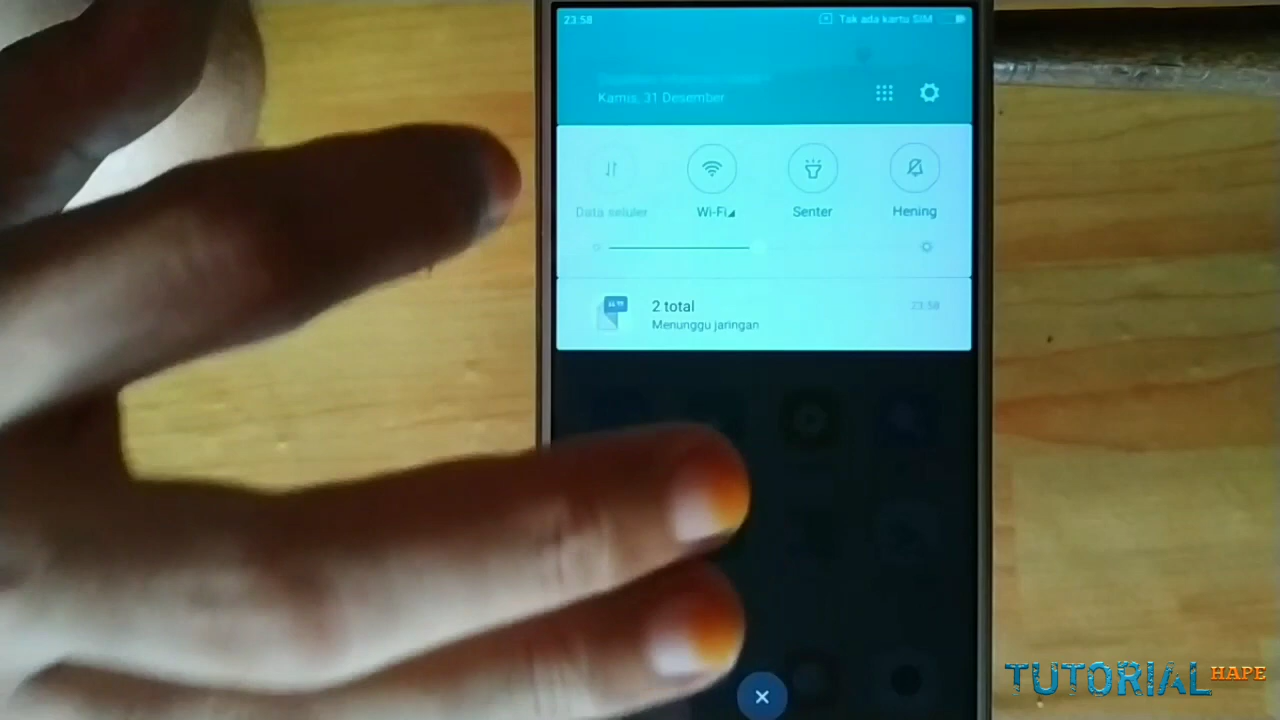 23.58
Tak ada kartu SIM
Kamis, 31 Desember
Data seluler
Wi-Fi
Senter
Hening
2 total
23.58
Menunggu jaringan
TUTORIAL HAPE